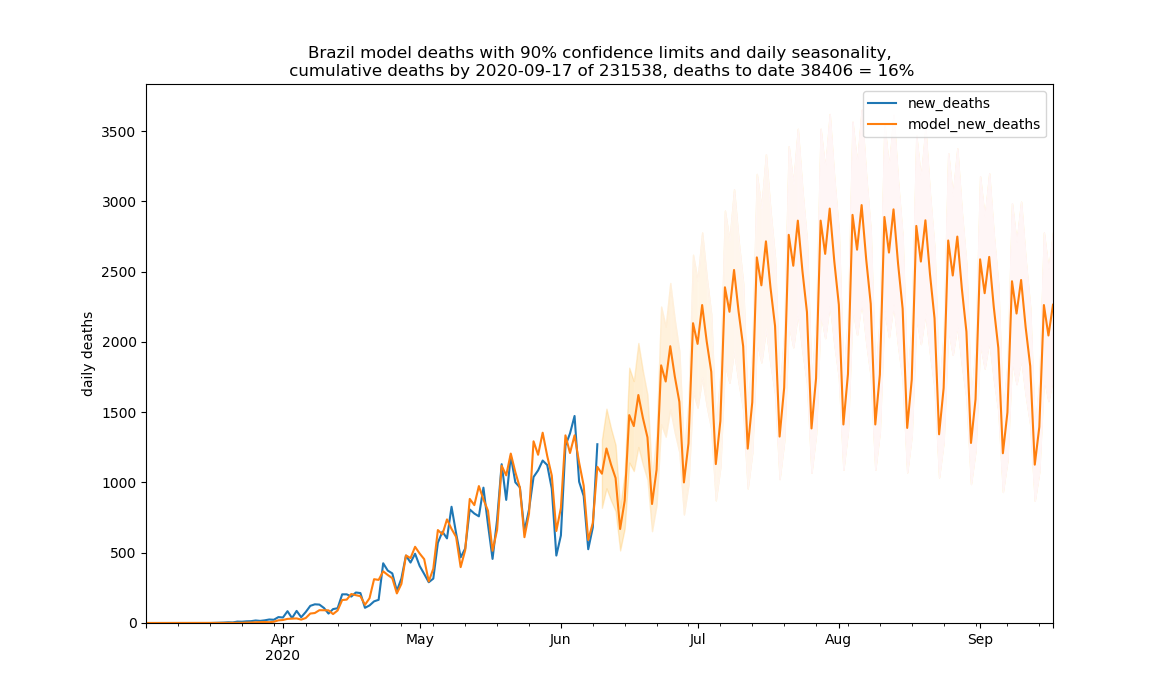 Brazil model deaths with 90% confidence limits and daily seasonality,
cumulative deaths by 2020-09-17 of 231538, deaths to date 38406 = 16%
new_deaths
model_new_deaths
daily deaths
3500
3000
2500
2000
1500
1000
500
0
Apr
2020
May
Jun
Jul
Aug
Sep